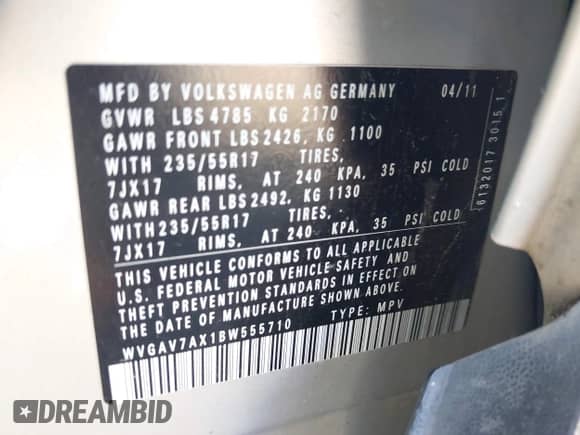 MFD BY VOLKSWAGEN AG GERMANY 04/11
GVWR LBS 4785 KG 2170
GAWR FRONT LBS 2426, KG 1100
WITH 235/55R17 TIRES,
7JX17 RIMS, AT 240 KPA, 35 PSI COLD
GAWR REAR LBS 2492, KG 1130
WITH 235/55R17 TIRES,
7JX17 RIMS, AT 240 KPA, 35 PSI COLD
THIS VEHICLE CONFORMS TO ALL APPLICABLE
U.S. FEDERAL MOTOR VEHICLE SAFETY AND
THEFT PREVENTION STANDARDS IN EFFECT ON
THE DATE OF MANUFACTURE SHOWN ABOVE.
WVGAV7AX1BW555710 TYPE: MPV
6132017 3015 1
DREAMBID